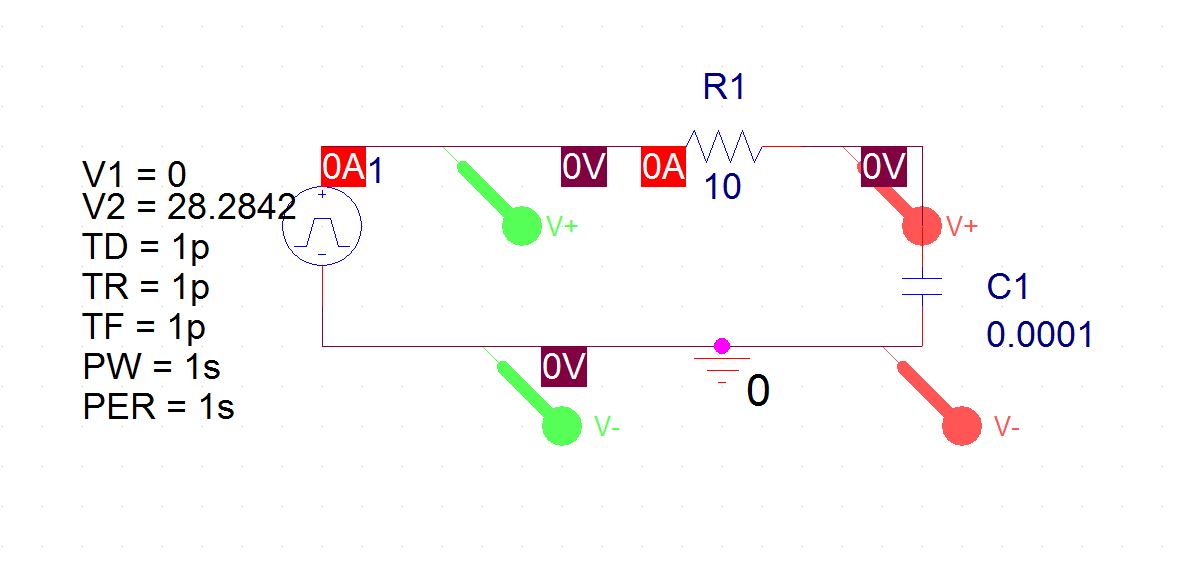 R1
V1 = 0
0A 1
0V
0A
10
0V
V2 = 28.2842
+
V+
V+
TD = 1p
-
TR = 1p
C1
TF = 1p
0.0001
PW = 1s
0V
0
PER = 1s
V-
V-